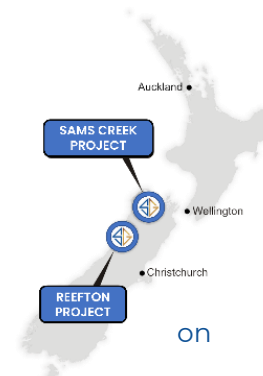 Auckland
SAMS CREEK
PROJECT
Wellington
Christchurch
REEFTON
PROJECT
on